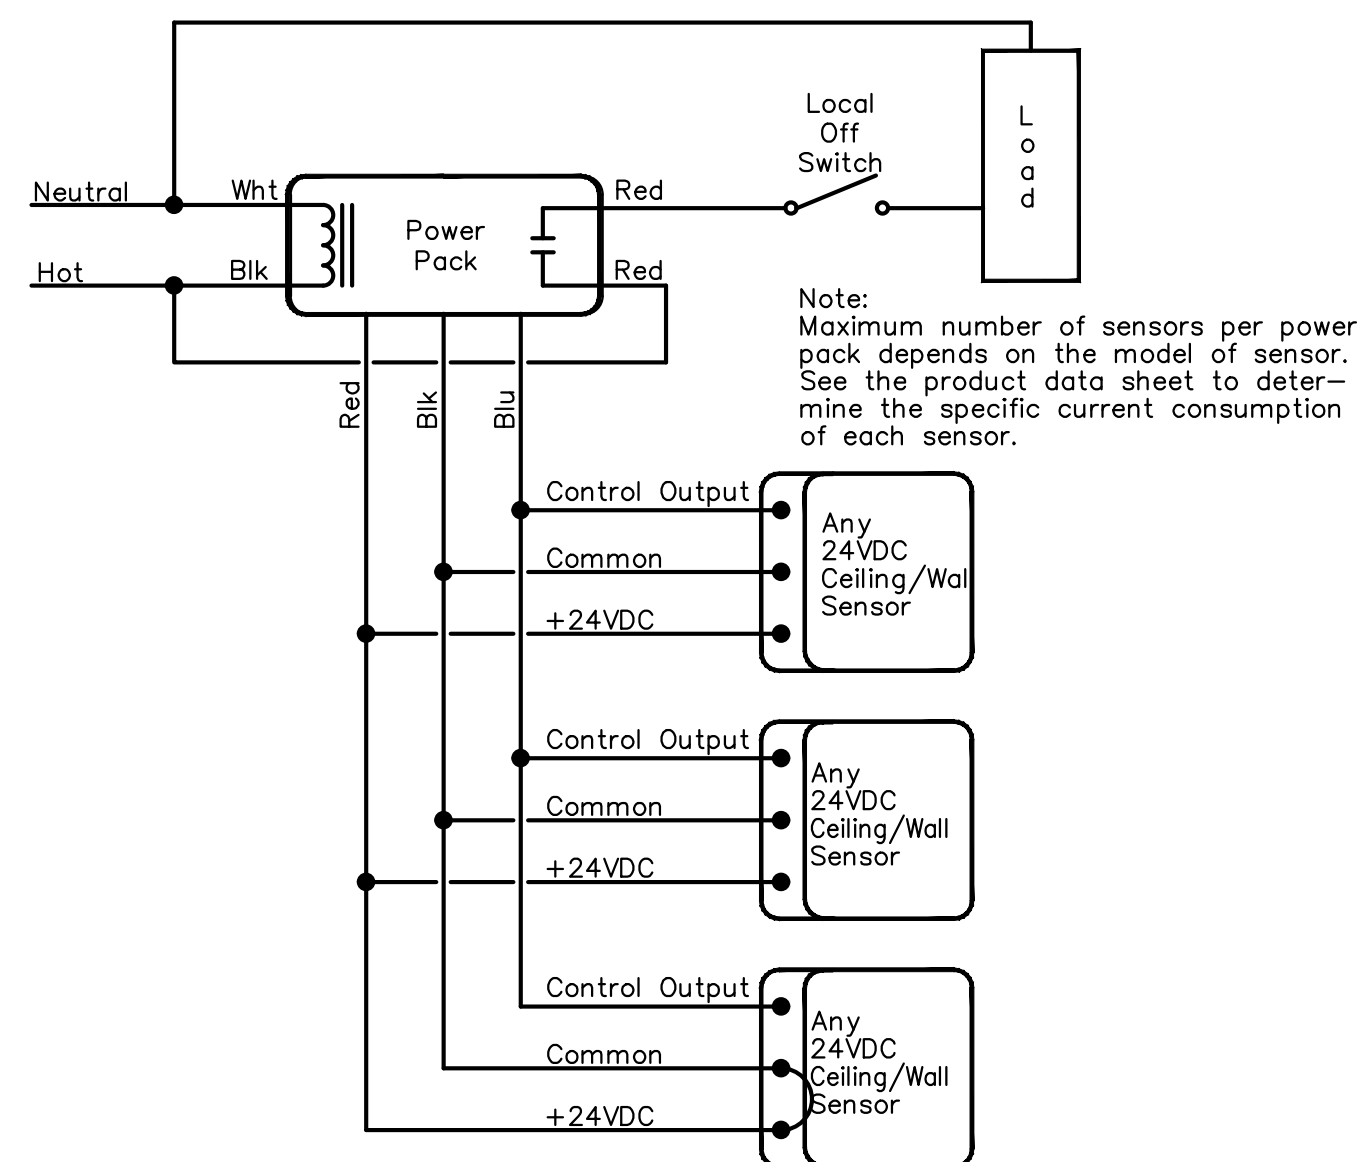 Local
Off
Switch
Load
Neutral
Wht
Red
Power
Pack
Hot
Blk
Red
Note:
Maximum number of sensors per power
pack depends on the model of sensor.
See the product data sheet to deter–
mine the specific current consumption
of each sensor.
Red
Blk
Blu
Control Output
Common
+24VDC
Any
24VDC
Ceiling/Wal
Sensor
Control Output
Common
+24VDC
Any
24VDC
Ceiling/Wall
Sensor
Control Output
Common
+24VDC
Any
24VDC
Ceiling/Wall
Sensor